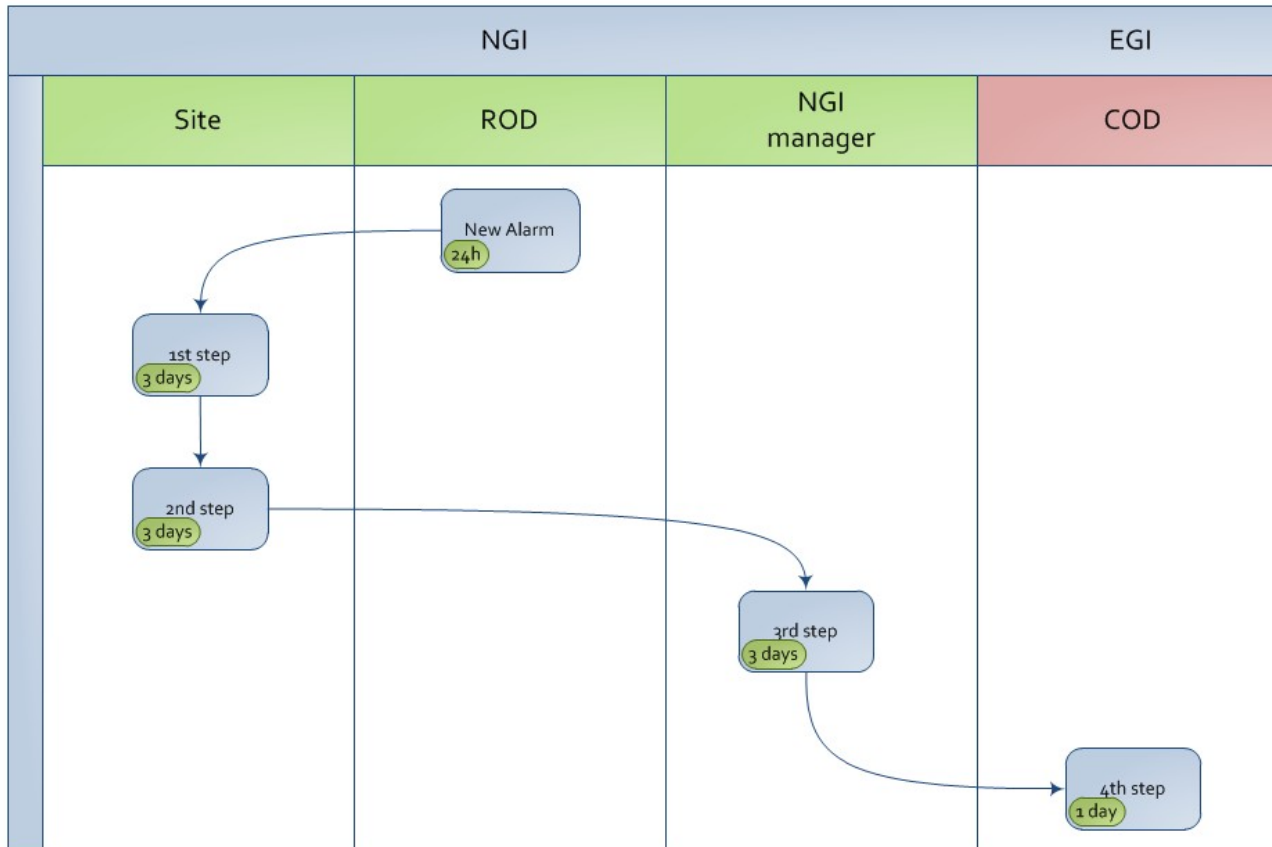 NGI
EGI
Site
ROD
NGI
manager
COD
New Alarm
24h
1st step
3 days
2nd step
3 days
3rd step
3 days
4th step
1 day